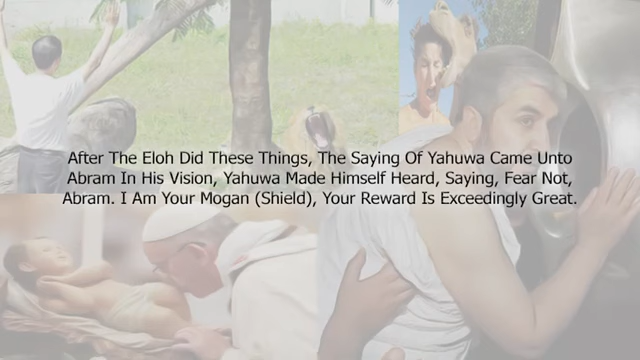 After The Eloh Did These Things, The Saying Of Yahuwa Came Unto
Abram In His Vision, Yahuwa Made Himself Heard, Saying, Fear Not,
Abram. I Am Your Mogan (Shield), Your Reward Is Exceedingly Great.